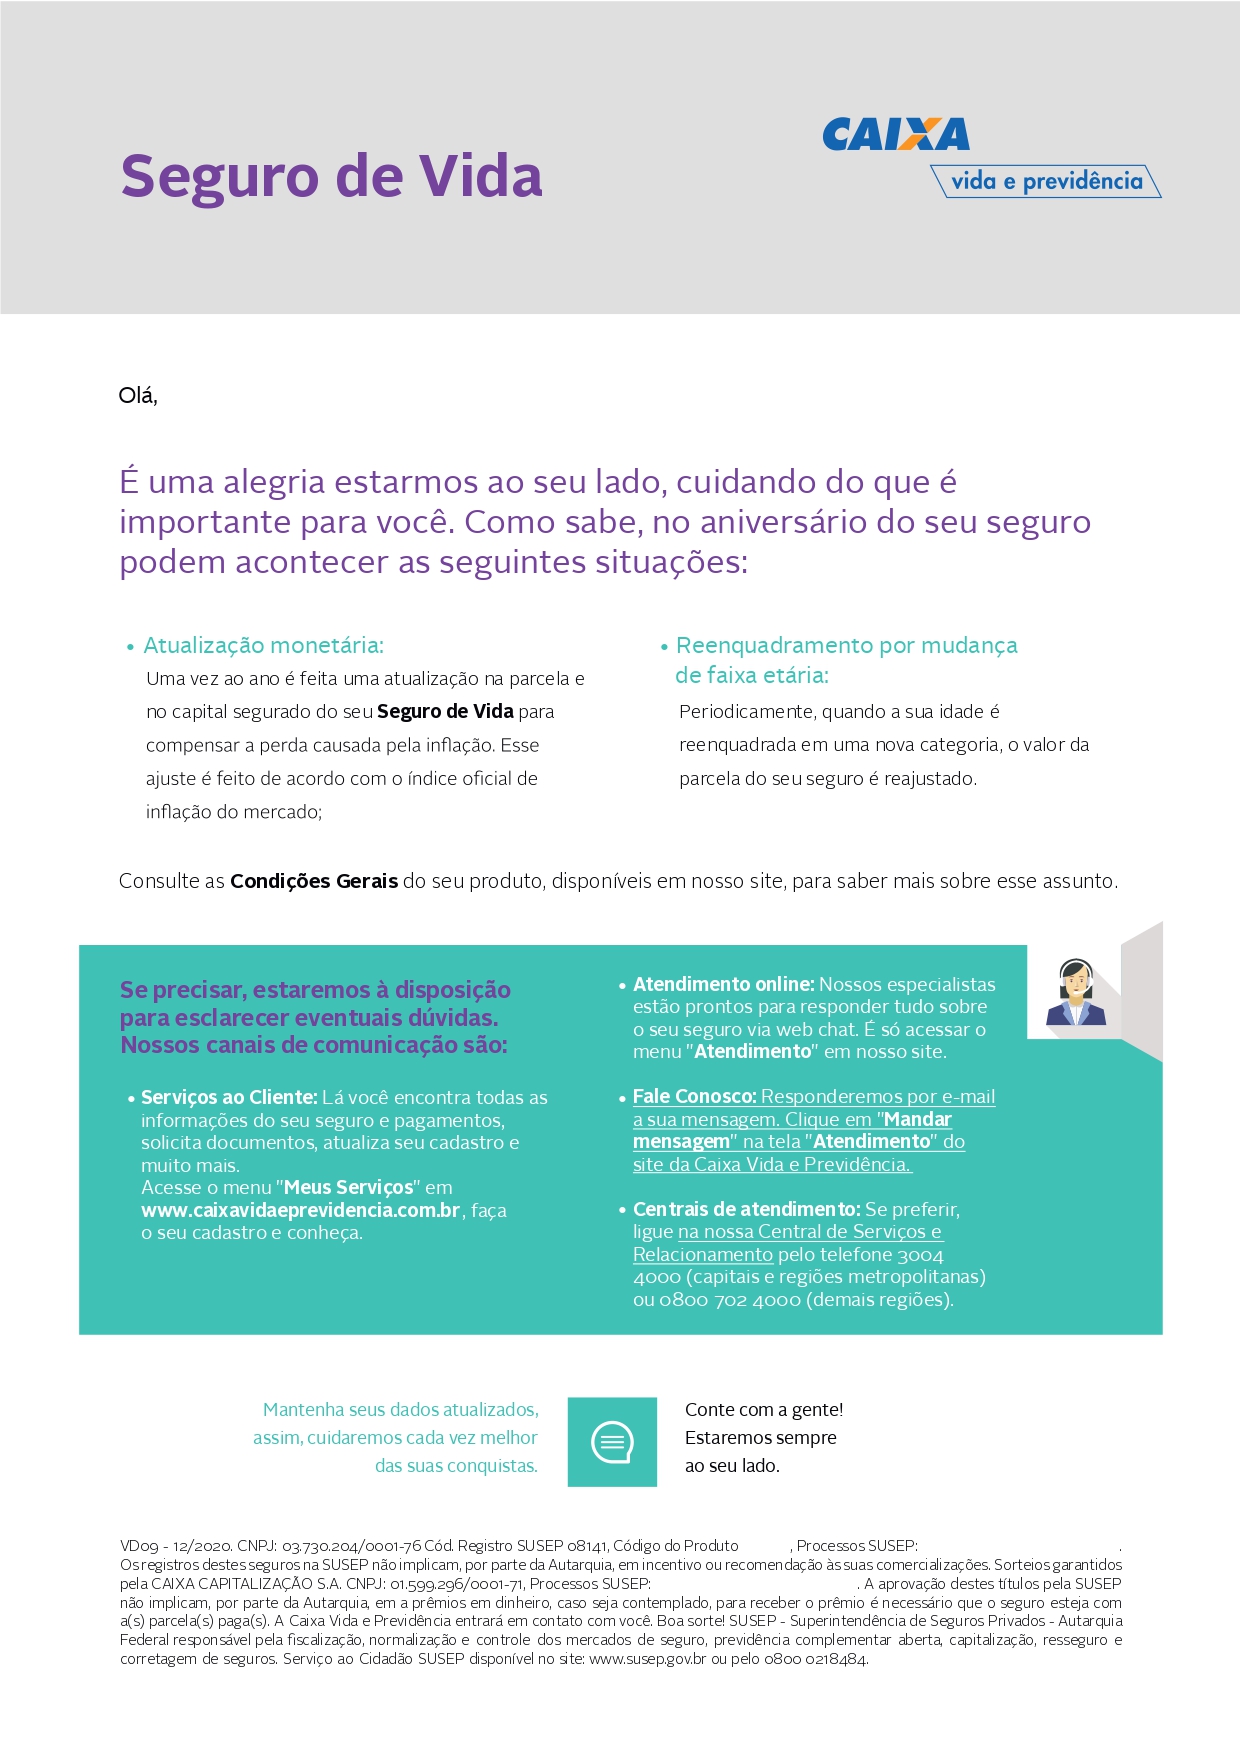 Seguro de Vida
CAIXA
vida e previdência
Olá,
É uma alegria estarmos ao seu lado, cuidando do que é
importante para você. Como sabe, no aniversário do seu seguro
podem acontecer as seguintes situações:
• Atualização monetária:
Uma vez ao ano é feita uma atualização na parcela e
no capital segurado do seu Seguro de Vida para
compensar a perda causada pela inflação. Esse
ajuste é feito de acordo com o índice oficial de
inflação do mercado;
• Reenquadramento por mudança
de faixa etária:
Periodicamente, quando a sua idade é
reenquadrada em uma nova categoria, o valor da
parcela do seu seguro é reajustado.
Consulte as Condições Gerais do seu produto, disponíveis em nosso site, para saber mais sobre esse assunto.
Se precisar, estaremos à disposição
para esclarecer eventuais dúvidas.
Nossos canais de comunicação são:
• Serviços ao Cliente: Lá você encontra todas as
informações do seu seguro e pagamentos,
solicita documentos, atualiza seu cadastro e
muito mais.
Acesse o menu "Meus Serviços" em
www.caixavidaeprevidencia.com.br, faça
o seu cadastro e conheça.
• Atendimento online: Nossos especialistas
estão prontos para responder tudo sobre
o seu seguro via web chat. É só acessar o
menu "Atendimento" em nosso site.
• Fale Conosco: Responderemos por e-mail
a sua mensagem. Clique em "Mandar
mensagem" na tela "Atendimento" do
site da Caixa Vida e Previdência.
• Centrais de atendimento: Se preferir,
ligue na nossa Central de Serviços e
Relacionamento pelo telefone 3004
4000 (capitais e regiões metropolitanas)
ou 0800 702 4000 (demais regiões).
Mantenha seus dados atualizados,
assim, cuidaremos cada vez melhor
das suas conquistas.
Conte com a gente!
Estaremos sempre
ao seu lado.
VD09 - 12/2020. CNPJ: 03.730.204/0001-76 Cód. Registro SUSEP 08141, Código do Produto , Processos SUSEP: .
Os registros destes seguros na SUSEP não implicam, por parte da Autarquia, em incentivo ou recomendação às suas comercializações. Sorteios garantidos
pela CAIXA CAPITALIZAÇÃO S.A. CNPJ: 01.599.296/0001-71, Processos SUSEP: . A aprovação destes títulos pela SUSEP
não implicam, por parte da Autarquia, em a prêmios em dinheiro, caso seja contemplado, para receber o prêmio é necessário que o seguro esteja com
a(s) parcela(s) paga(s). A Caixa Vida e Previdência entrará em contato com você. Boa sorte! SUSEP - Superintendência de Seguros Privados - Autarquia
Federal responsável pela fiscalização, normalização e controle dos mercados de seguro, previdência complementar aberta, capitalização, resseguro e
corretagem de seguros. Serviço ao Cidadão SUSEP disponível no site: www.susep.gov.br ou pelo 0800 0218484.